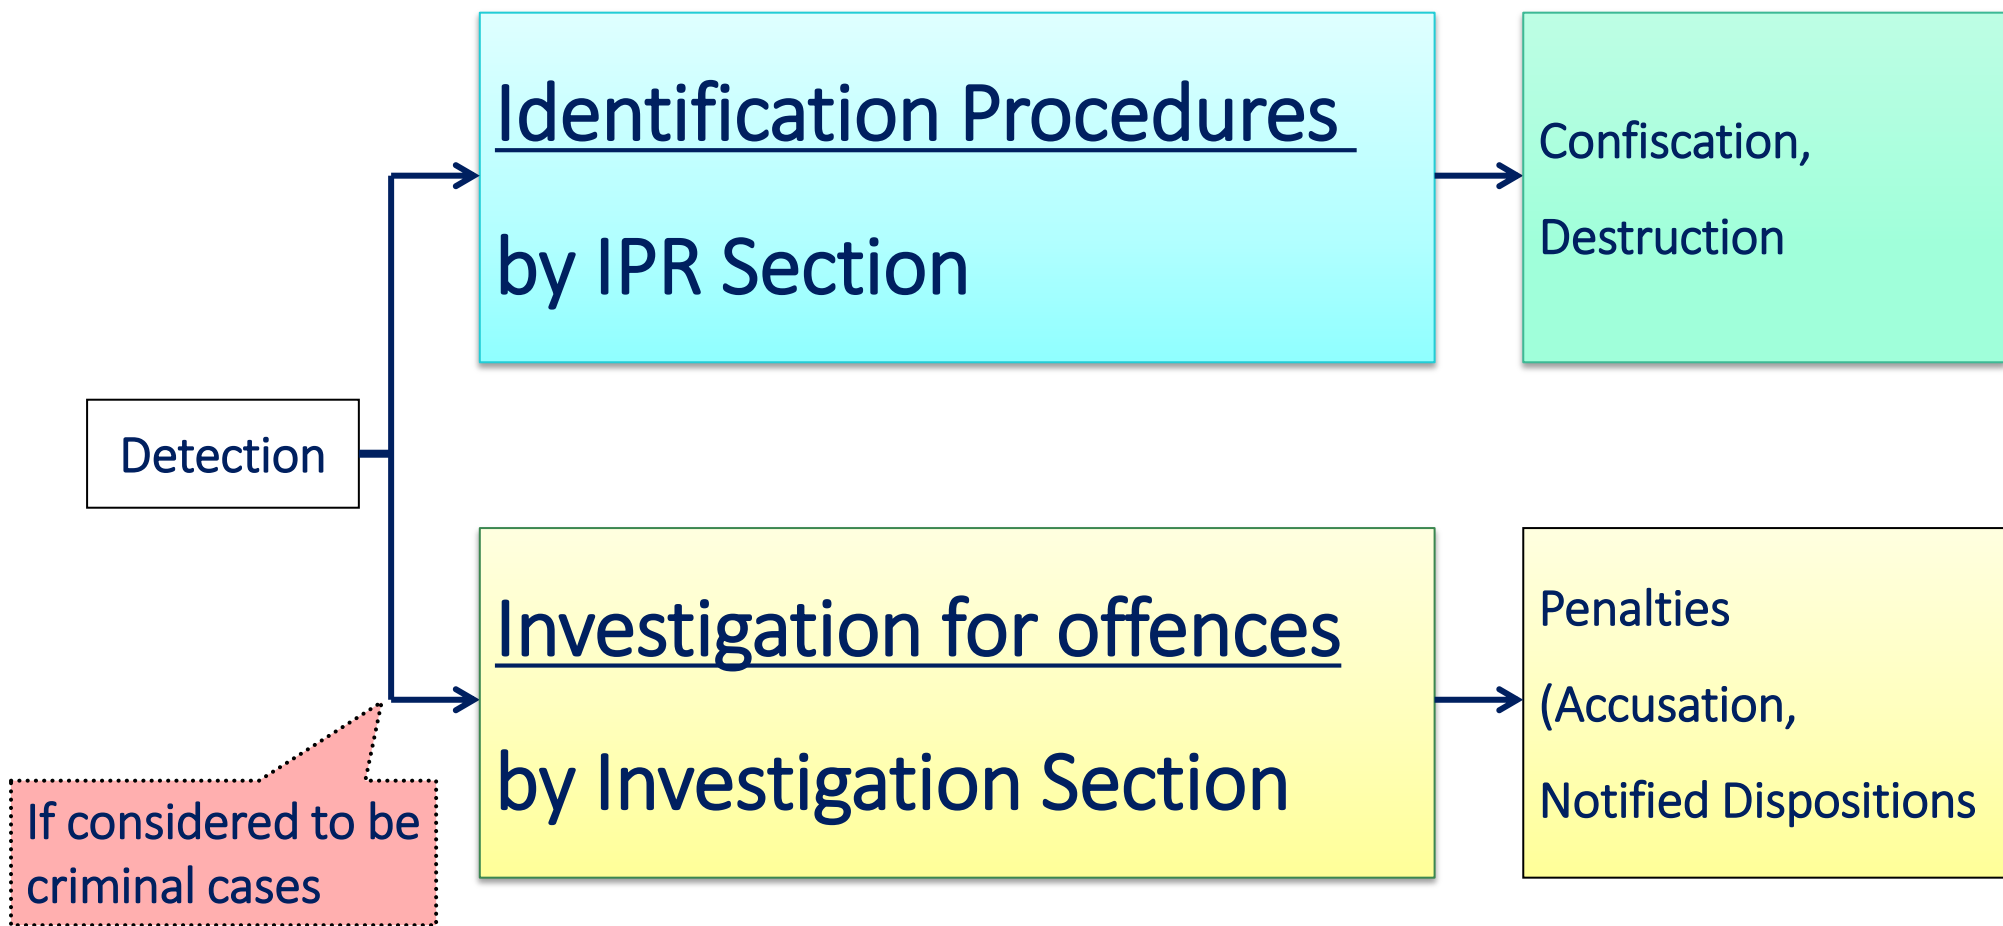 Identification Procedures
by IPR Section
Confiscation,
Destruction
Detection
Investigation for offences
by Investigation Section
Penalties
(Accusation,
Notified Dispositions
If considered to be
criminal cases